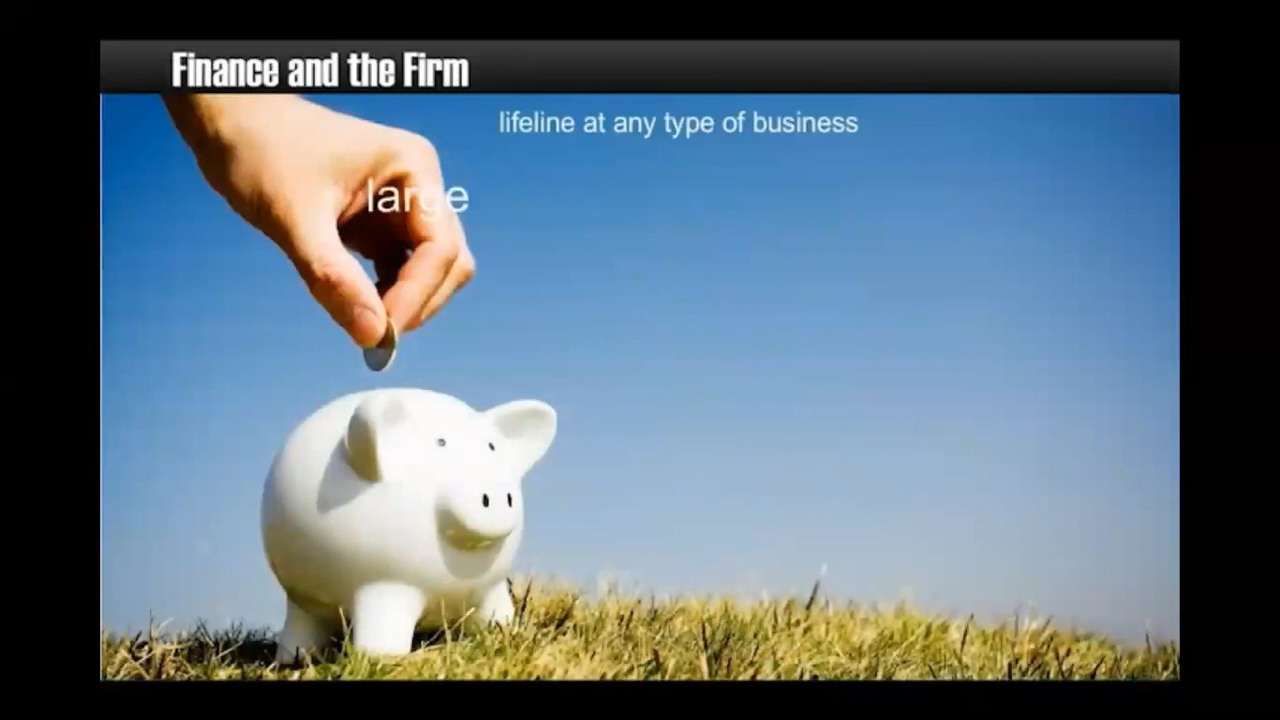 Finance and the Firm
lifeline at any type of business
large